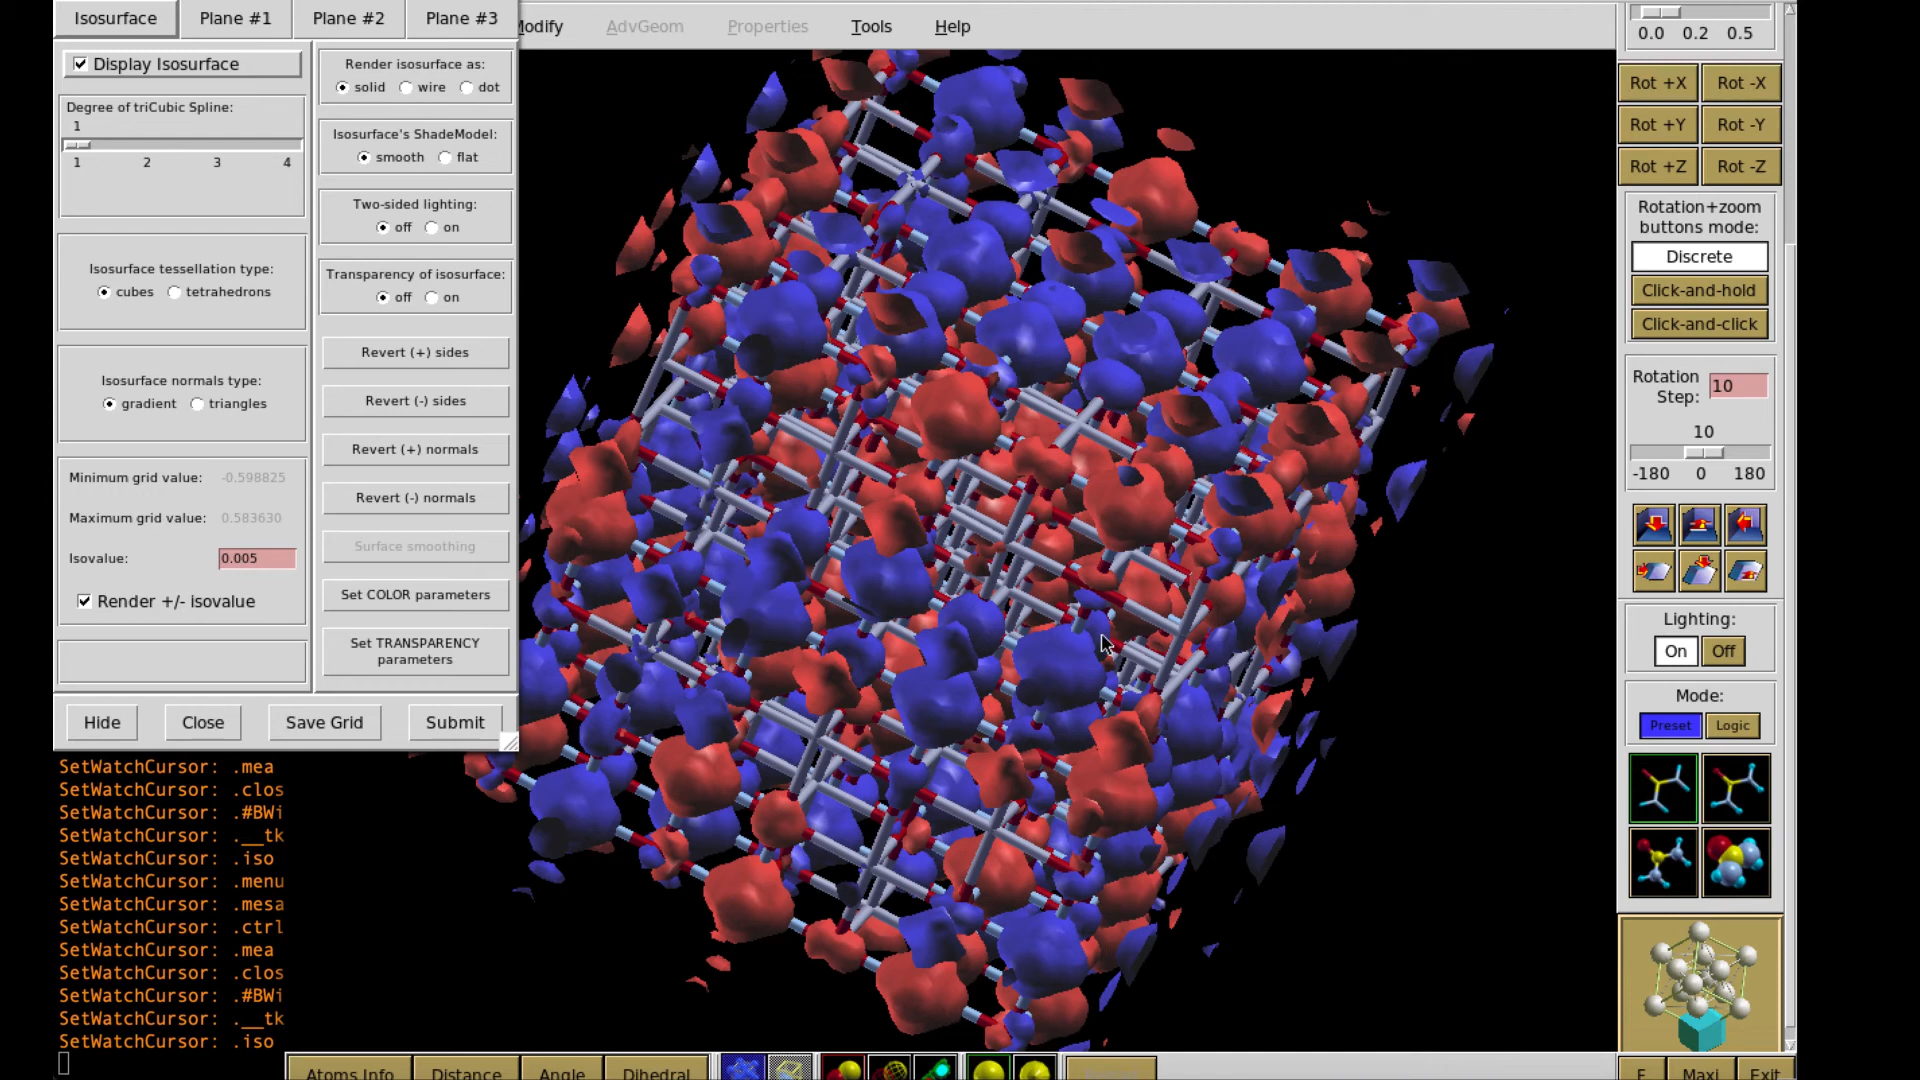 Isosurface Plane #1 Plane #2 Plane #3
Modify AdvGeom Properties Tools Help
Display Isosurface
Degree of triCubic Spline:
1
1 2 3 4
Isosurface tessellation type:
cubes tetrahedrons
Isosurface normals type:
gradient triangles
Minimum grid value: -0.598825
Maximum grid value: 0.583630
Isovalue: 0.005
Render +/- isovalue
Render isosurface as:
solid wire dot
Isosurface's ShadeModel:
smooth flat
Two-sided lighting:
off on
Transparency of isosurface:
off on
Revert (+) sides
Revert (-) sides
Revert (+) normals
Revert (-) normals
Surface smoothing
Set COLOR parameters
Set TRANSPARENCY
parameters
Hide Close Save Grid Submit
SetWatchCursor: .mea
SetWatchCursor: .clos
SetWatchCursor: .#BWi
SetWatchCursor: .__tk
SetWatchCursor: .iso
SetWatchCursor: .menu
SetWatchCursor: .mesa
SetWatchCursor: .ctrl
SetWatchCursor: .mea
SetWatchCursor: .clos
SetWatchCursor: .#BWi
SetWatchCursor: .__tk
SetWatchCursor: .iso
Atoms Info Distance Angle Dihedral
0.0 0.2 0.5
Rot +X Rot -X
Rot +Y Rot -Y
Rot +Z Rot -Z
Rotation+zoom
buttons mode:
Discrete
Click-and-hold
Click-and-click
Rotation
Step: 10
10
-180 0 180
Lighting:
On Off
Mode:
Preset Logic
F Maxi Exit